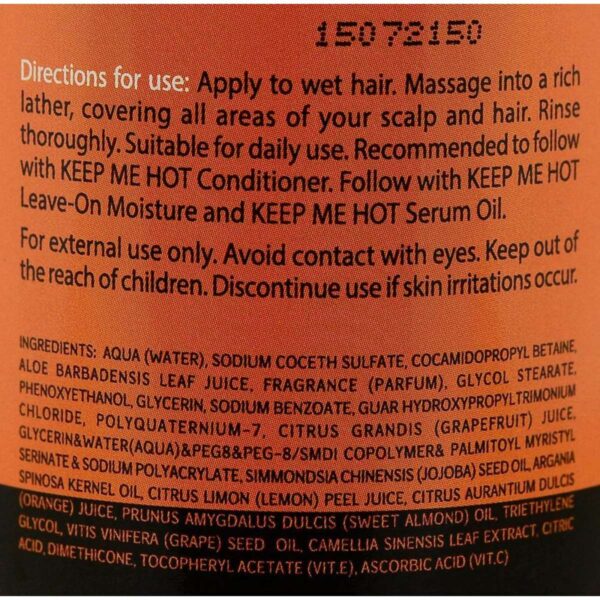 15072150
Directions for use: Apply to wet hair. Massage into a rich
lather, covering all areas of your scalp and hair. Rinse
thoroughly. Suitable for daily use. Recommended to follow
with KEEP ME HOT Conditioner. Follow with KEEP ME HOT
Leave-On Moisture and KEEP ME HOT Serum Oil.
For external use only. Avoid contact with eyes. Keep out of
the reach of children. Discontinue use if skin irritations occur.
INGREDIENTS: AQUA (WATER), SODIUM COCETH SULFATE, COCAMIDOPROPYL BETAINE,
ALOE BARBADENSIS LEAF JUICE, FRAGRANCE (PARFUM), GLYCOL STEARATE,
PHENOXYETHANOL, GLYCERIN, SODIUM BENZOATE, GUAR HYDROXYPROPYLTRIMONIUM
CHLORIDE, POLYQUATERNIUM-7, CITRUS GRANDIS (GRAPEFRUIT) JUICE,
GLYCERIN&WATER(AQUA)&PEG8&PEG-8/SMDI COPOLYMER& PALMITOYL MYRISTYL
SERINATE & SODIUM POLYACRYLATE, SIMMONDSIA CHINENSIS (JOJOBA) SEED OIL, ARGANIA
SPINOSA KERNEL OIL, CITRUS LIMON (LEMON) PEEL JUICE, CITRUS AURANTIUM DULCIS
(ORANGE) JUICE, PRUNUS AMYGDALUS DULCIS (SWEET ALMOND) OIL, TRIETHYLENE
GLYCOL, VITIS VINIFERA (GRAPE) SEED OIL, CAMELLIA SINENSIS LEAF EXTRACT, CITRIC
ACID, DIMETHICONE, TOCOPHERYL ACETATE (VIT.E), ASCORBIC ACID (VIT.C)